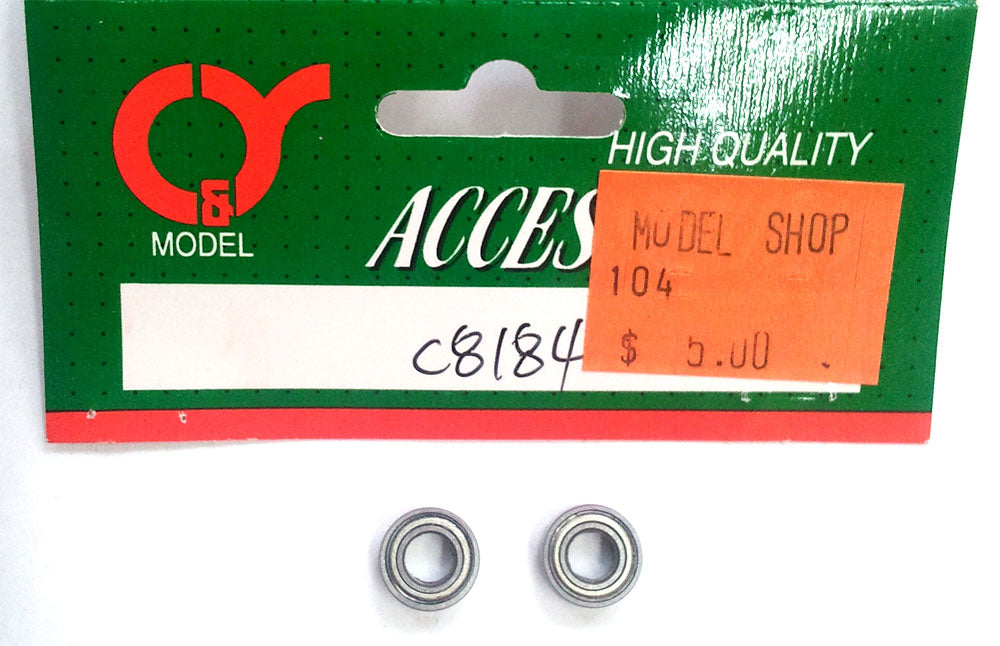 &
MODEL
HIGH QUALITY
ACCES
MODEL SHOP
104
$ 5.00
C8184